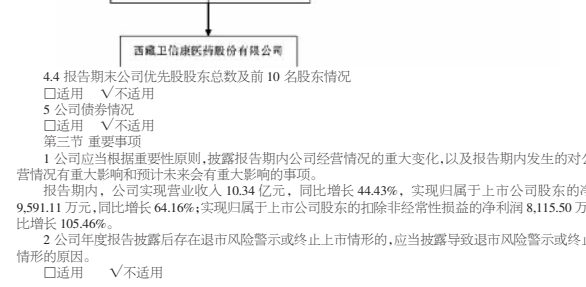 西藏卫信康医药股份有限公司
4.4 报告期末公司优先股股东总数及前 10 名股东情况
□适用 √不适用
5 公司债券情况
□适用 √不适用
第三节 重要事项
1 公司应当根据重要性原则,披露报告期内公司经营情况的重大变化,以及报告期内发生的对公
营情况有重大影响和预计未来会有重大影响的事项。
报告期内，公司实现营业收入 10.34 亿元，同比增长 44.43%，实现归属于上市公司股东的净
9,591.11 万元,同比增长 64.16%;实现归属于上市公司股东的扣除非经常性损益的净利润 8,115.50 万
比增长 105.46%。
2 公司年度报告披露后存在退市风险警示或终止上市情形的,应当披露导致退市风险警示或终止
情形的原因。
□适用 √不适用